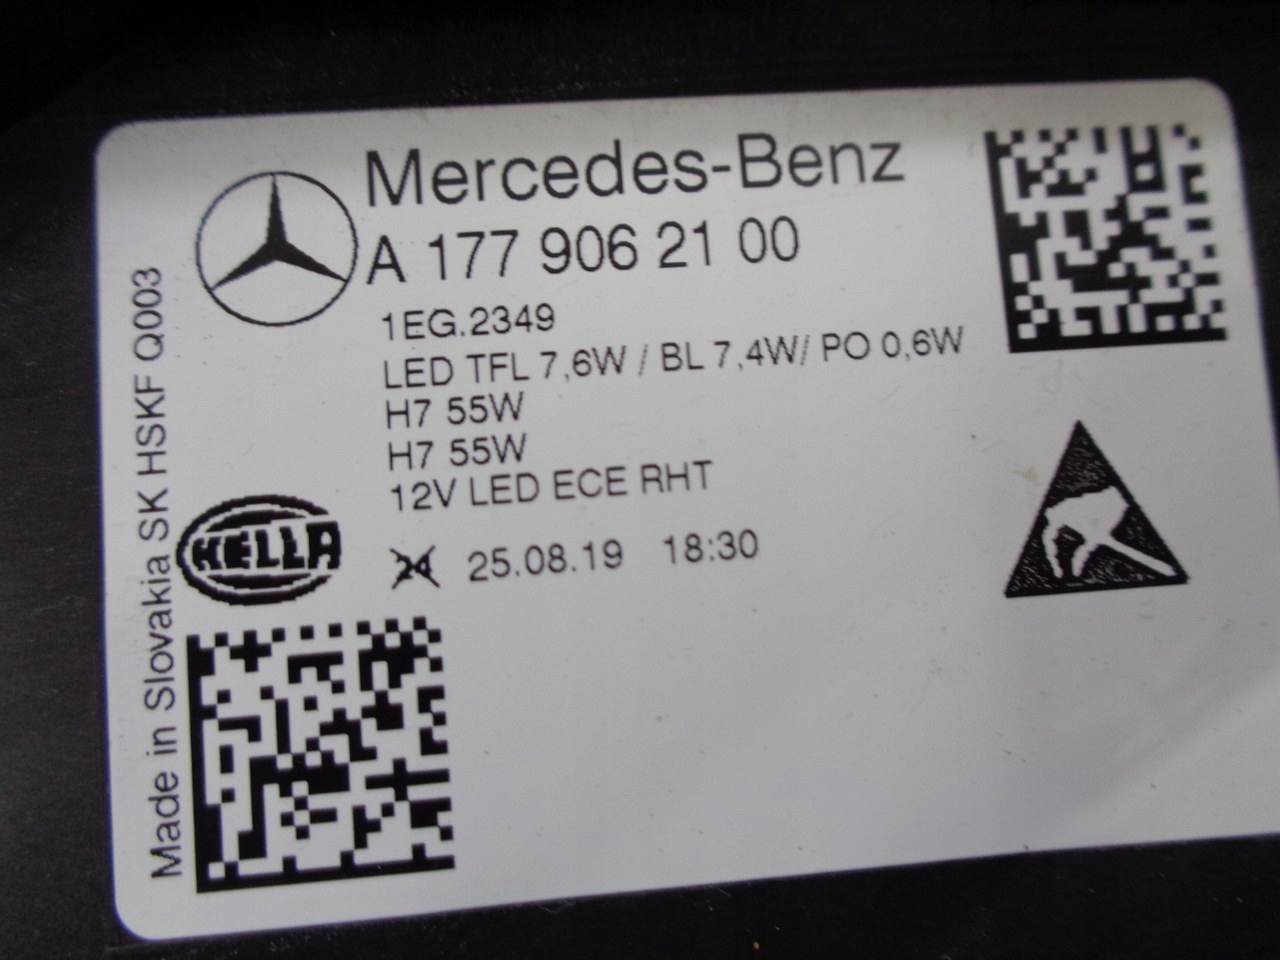 Mercedes-Benz
A 177 906 21 00
1EG.2349
LED TFL 7,6W / BL 7,4W/ PO 0,6W
H7 55W
H7 55W
12V LED ECE RHT
25.08.19 18:30
HELLA
Made in Slovakia SK HSKF Q003